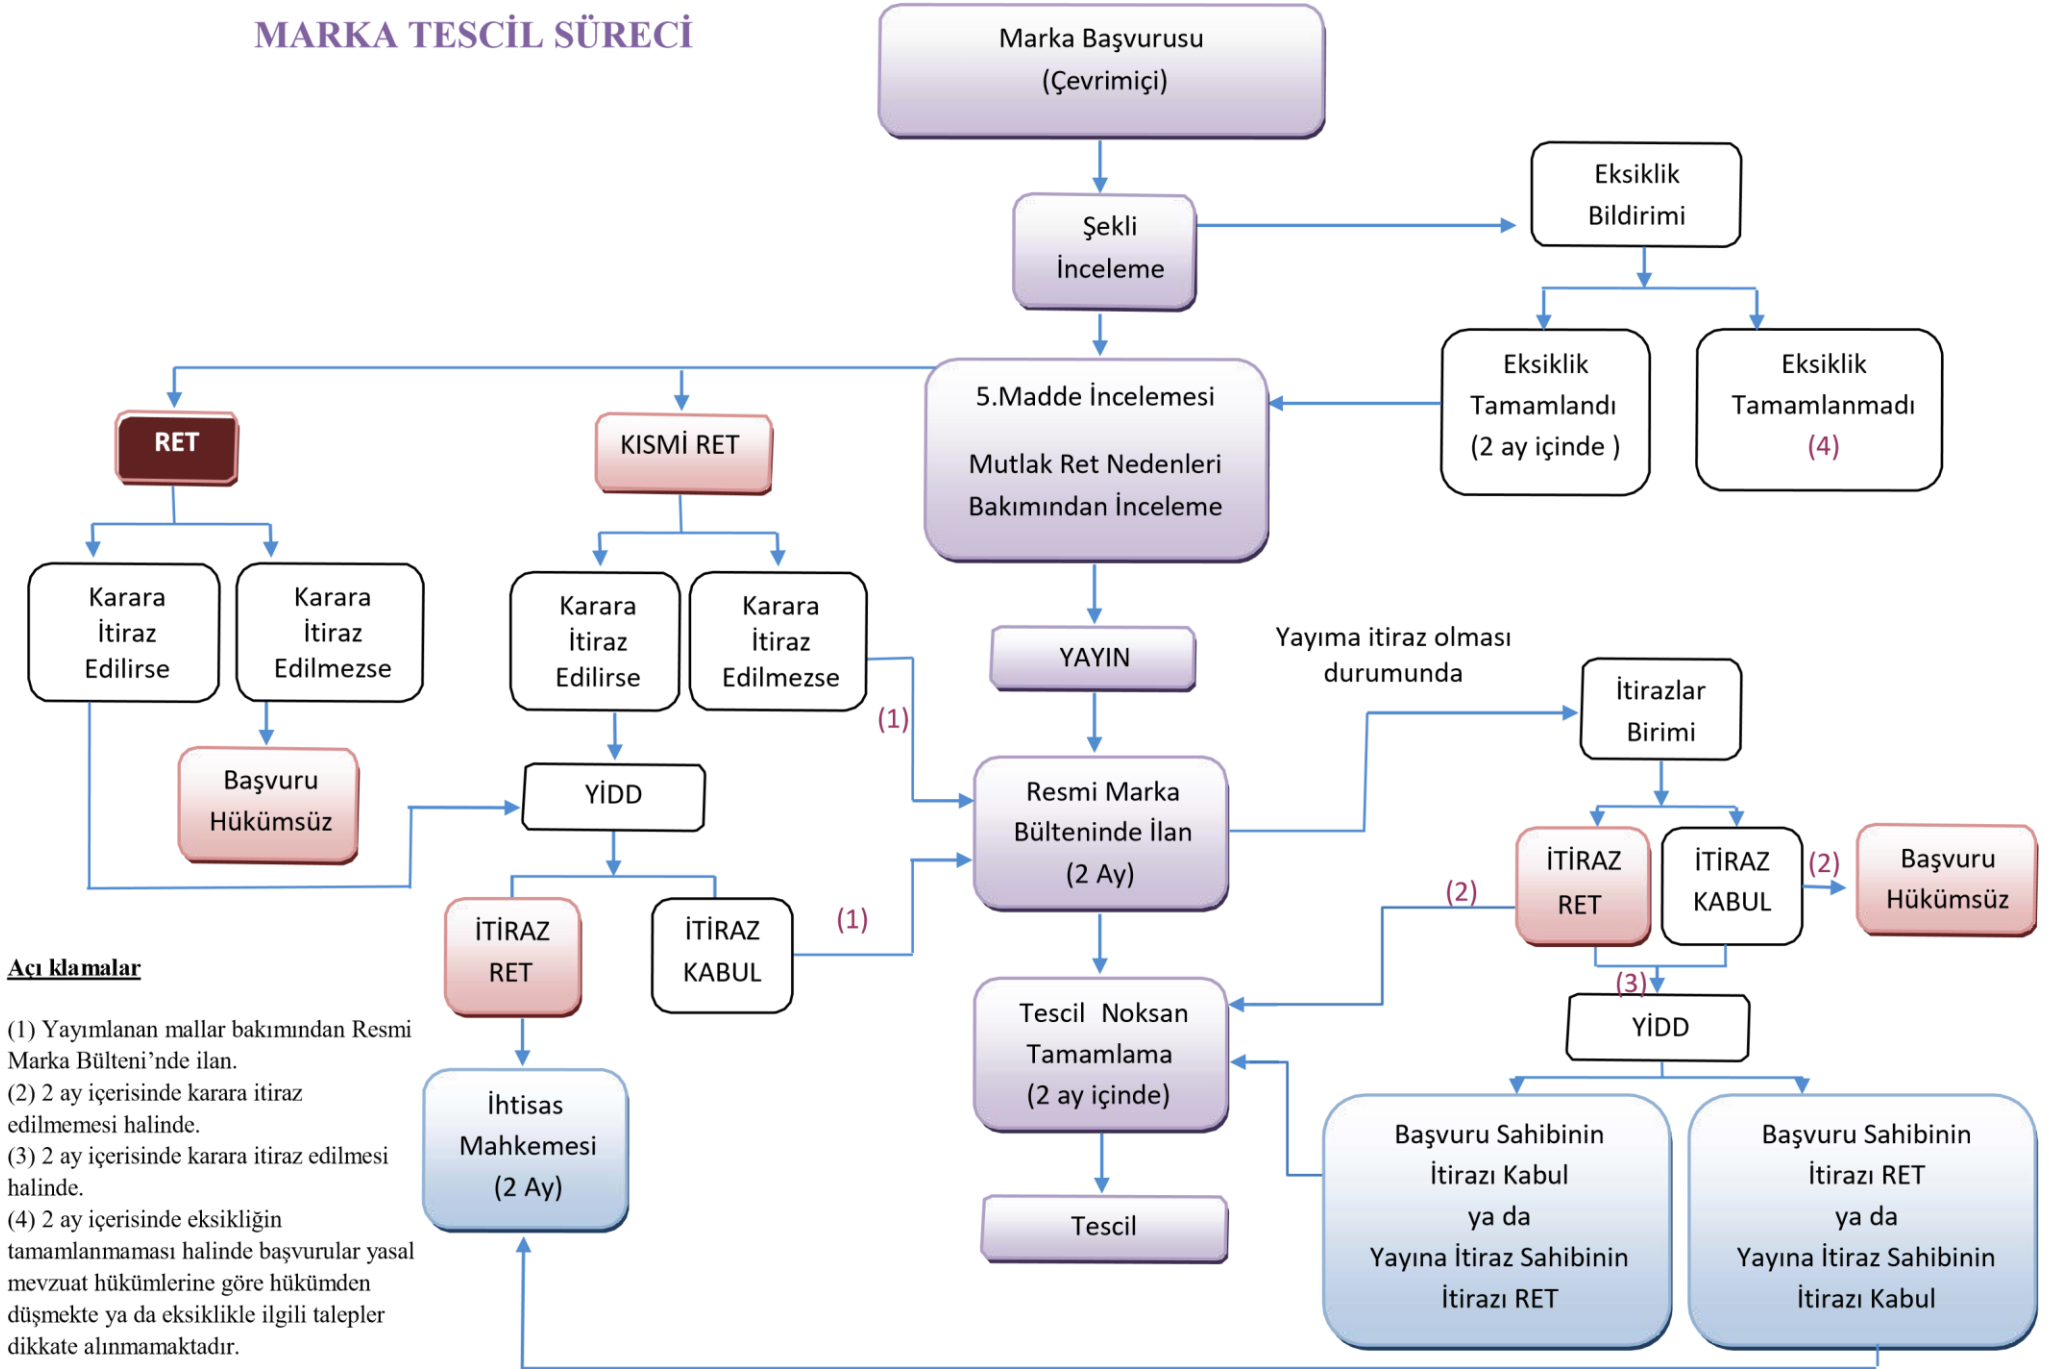 MARKA TESCİL SÜRECİ
Marka Başvurusu
(Çevrimiçi)
Eksiklik
Bildirimi
Şekli
İnceleme
Eksiklik
Tamamlandı
(2 ay içinde )
Eksiklik
Tamamlanmadı
(4)
5.Madde İncelemesi
Mutlak Ret Nedenleri
Bakımından İnceleme
RET
KISMİ RET
Karara
İtiraz
Edilirse
Karara
İtiraz
Edilmezse
Karara
İtiraz
Edilirse
Karara
İtiraz
Edilmezse
(1)
YAYIN
Yayıma itiraz olması
durumunda
İtirazlar
Birimi
Başvuru
Hükümsüz
YİDD
Resmi Marka
Bülteninde İlan
(2 Ay)
İTİRAZ
RET
İTİRAZ
KABUL
(2)
Başvuru
Hükümsüz
(2)
İTİRAZ
RET
İTİRAZ
KABUL
(1)
(3)
YİDD
Tescil Noksan
Tamamlama
(2 ay içinde)
İhtisas
Mahkemesi
(2 Ay)
Başvuru Sahibinin
İtirazı Kabul
ya da
Yayına İtiraz Sahibinin
İtirazı RET
Başvuru Sahibinin
İtirazı RET
ya da
Yayına İtiraz Sahibinin
İtirazı Kabul
Tescil
Açı klamalar
(1) Yayımlanan mallar bakımından Resmi
Marka Bülteni’nde ilan.
(2) 2 ay içerisinde karara itiraz
edilmemesi halinde.
(3) 2 ay içerisinde karara itiraz edilmesi
halinde.
(4) 2 ay içerisinde eksikliğin
tamamlanmaması halinde başvurular yasal
mevzuat hükümlerine göre hükümden
düşmekte ya da eksiklikle ilgili talepler
dikkate alınmamaktadır.